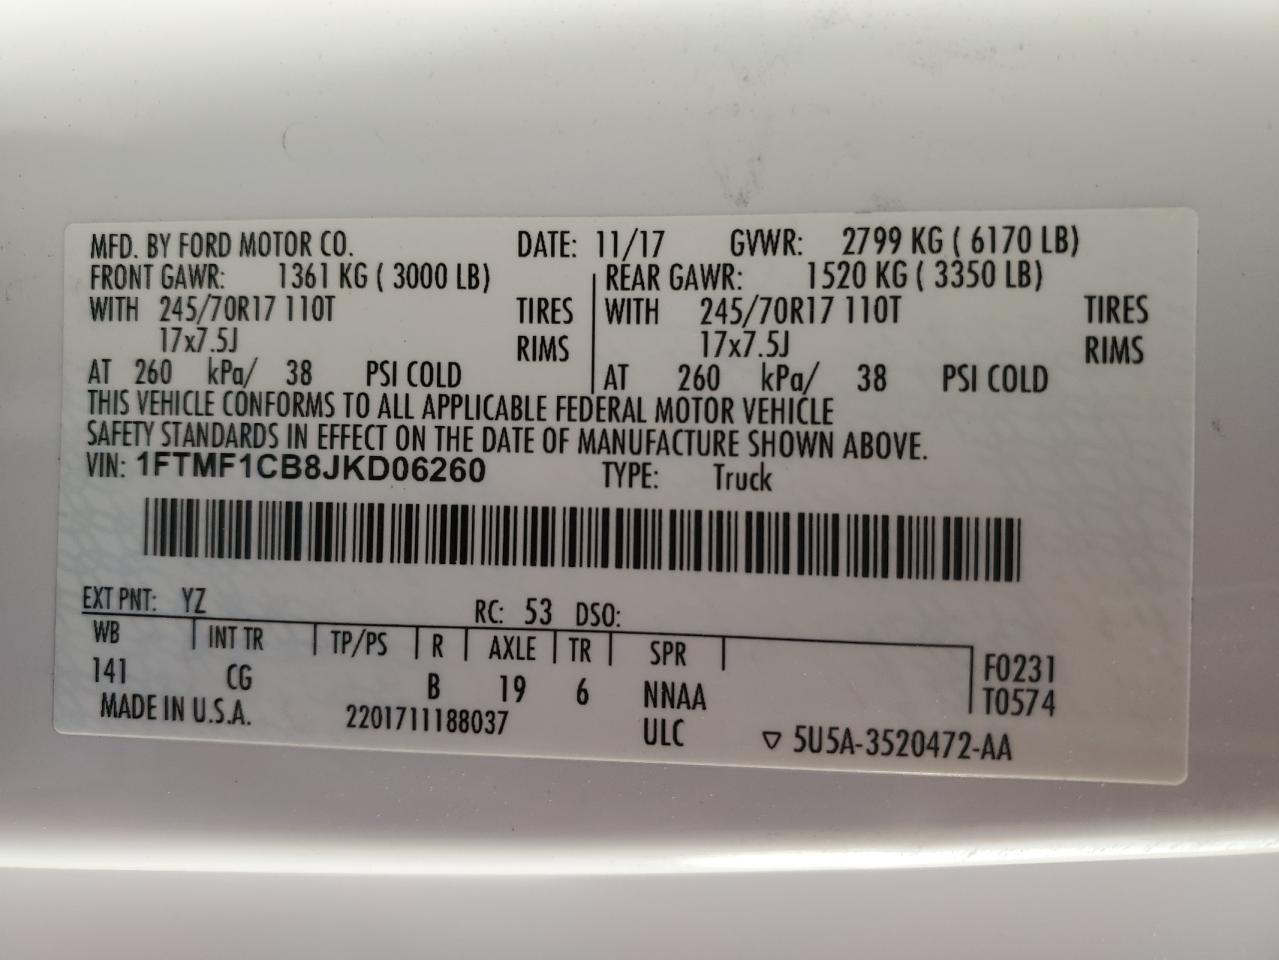 MFD. BY FORD MOTOR CO. DATE: 11/17 GVWR: 2799 KG ( 6170 LB)
FRONT GAWR: 1361 KG ( 3000 LB) REAR GAWR: 1520 KG ( 3350 LB)
WITH 245/70R17 110T TIRES WITH 245/70R17 110T TIRES
17x7.5J RIMS 17x7.5J RIMS
AT 260 kPa/ 38 PSI COLD AT 260 kPa/ 38 PSI COLD
THIS VEHICLE CONFORMS TO ALL APPLICABLE FEDERAL MOTOR VEHICLE
SAFETY STANDARDS IN EFFECT ON THE DATE OF MANUFACTURE SHOWN ABOVE.
VIN: 1FTMF1CB8JKD06260 TYPE: Truck
EXT PNT: YZ RC: 53 DSO:
WB INT TR TP/PS R AXLE TR SPR F0231
141 CG B 19 6 NNAA T0574
MADE IN U.S.A. 2201711188037 ULC ▽ 5U5A-3520472-AA